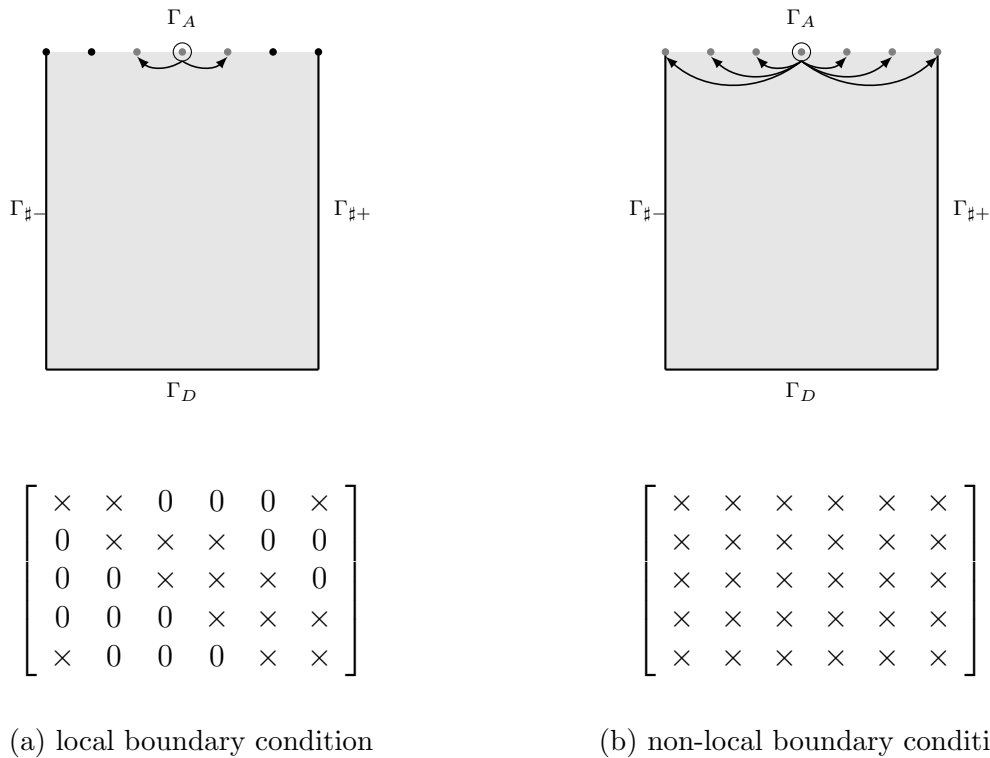 Γ_A
Γ_A
Γ_♯−
Γ_♯+
Γ_♯−
Γ_♯+
Γ_D
Γ_D
× × 0 0 0 ×
0 × × × 0 0
0 0 × × × 0
0 0 0 × × ×
× 0 0 0 × ×
× × × × × ×
× × × × × ×
× × × × × ×
× × × × × ×
× × × × × ×
(a) local boundary condition
(b) non-local boundary conditi